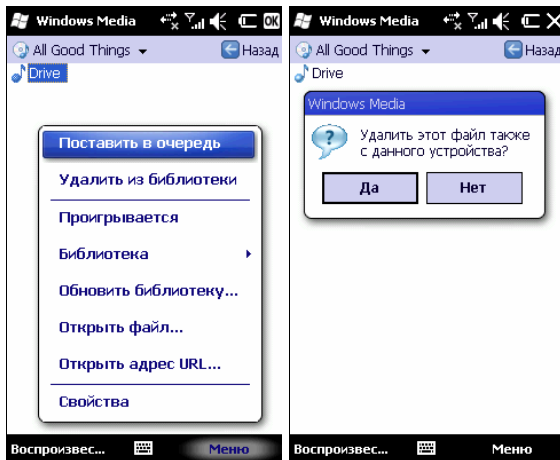 Windows Media
OK
All Good Things
Назад
Drive
Поставить в очередь
Удалить из библиотеки
Проигрывается
Библиотека
Обновить библиотеку...
Открыть файл...
Открыть адрес URL...
Свойства
Воспроизвес...
Меню
Windows Media
All Good Things
Назад
Drive
Windows Media
Удалить этот файл также
с данного устройства?
Да
Нет
Воспроизвес...
Меню